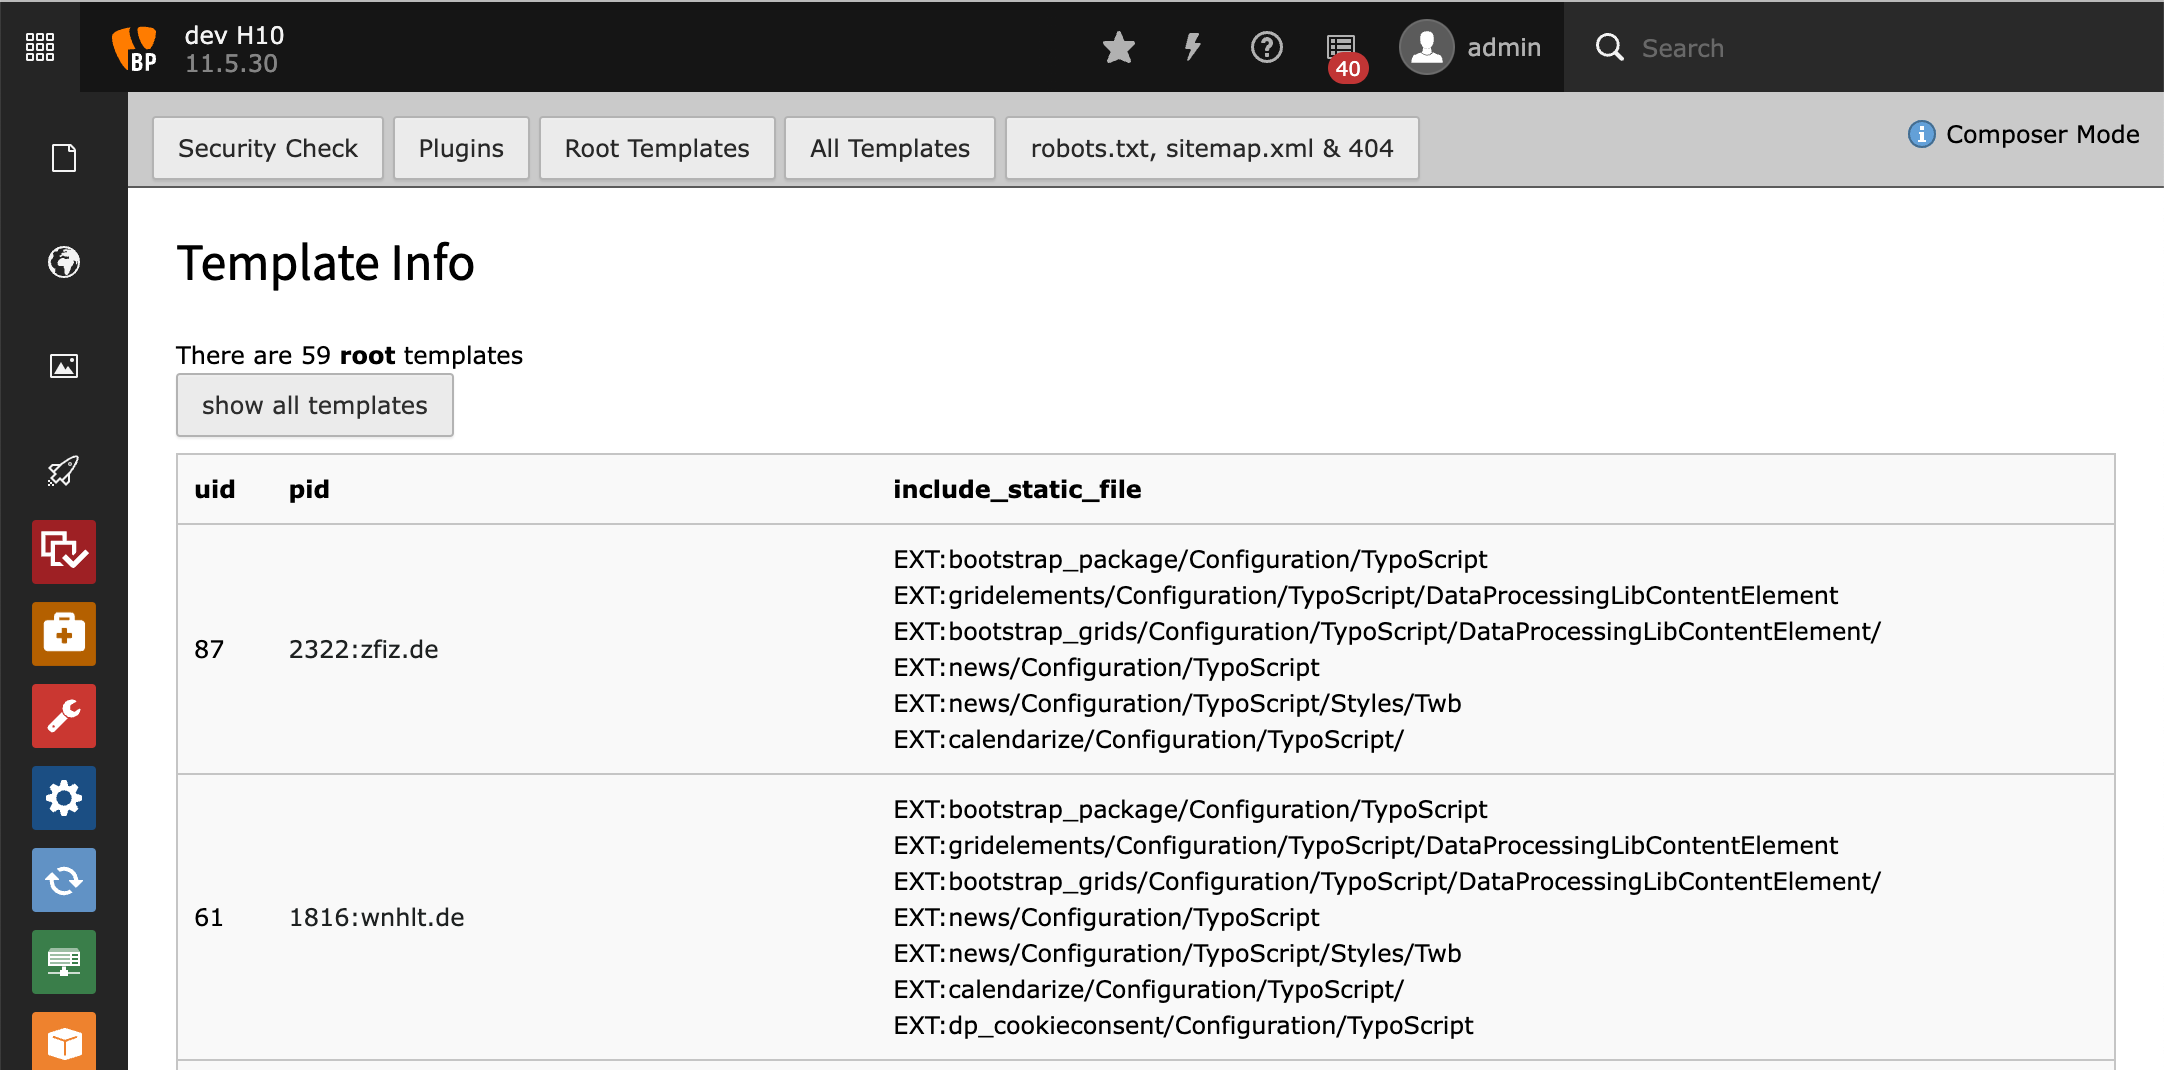 BP
dev H10
11.5.30
40
admin
Search
Security Check
Plugins
Root Templates
All Templates
robots.txt, sitemap.xml & 404
Composer Mode
Template Info
There are 59 root templates
show all templates
uid pid include_static_file
EXT:bootstrap_package/Configuration/TypoScript
EXT:gridelements/Configuration/TypoScript/DataProcessingLibContentElement
EXT:bootstrap_grids/Configuration/TypoScript/DataProcessingLibContentElement/
87 2322:zfiz.de
EXT:news/Configuration/TypoScript
EXT:news/Configuration/TypoScript/Styles/Twb
EXT:calendarize/Configuration/TypoScript/
EXT:bootstrap_package/Configuration/TypoScript
EXT:gridelements/Configuration/TypoScript/DataProcessingLibContentElement
EXT:bootstrap_grids/Configuration/TypoScript/DataProcessingLibContentElement/
61 1816:wnhlt.de EXT:news/Configuration/TypoScript
EXT:news/Configuration/TypoScript/Styles/Twb
EXT:calendarize/Configuration/TypoScript/
EXT:dp_cookieconsent/Configuration/TypoScript